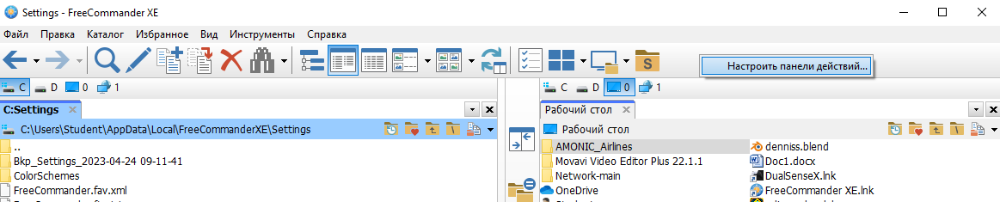 Settings - FreeCommander XE
Файл Правка Каталог Избранное Вид Инструменты Справка
S
Настроить панели действий...
C D 0 1
C D 0 1
C:Settings
Рабочий стол
C:\Users\Student\AppData\Local\FreeCommanderXE\Settings
Рабочий стол
..
Bkp_Settings_2023-04-24 09-11-41
ColorSchemes
FreeCommander.fav.xml
AMONIC_Airlines
Movavi Video Editor Plus 22.1.1
Network-main
OneDrive
denniss.blend
Doc1.docx
DualSenseX.lnk
FreeCommander XE.lnk